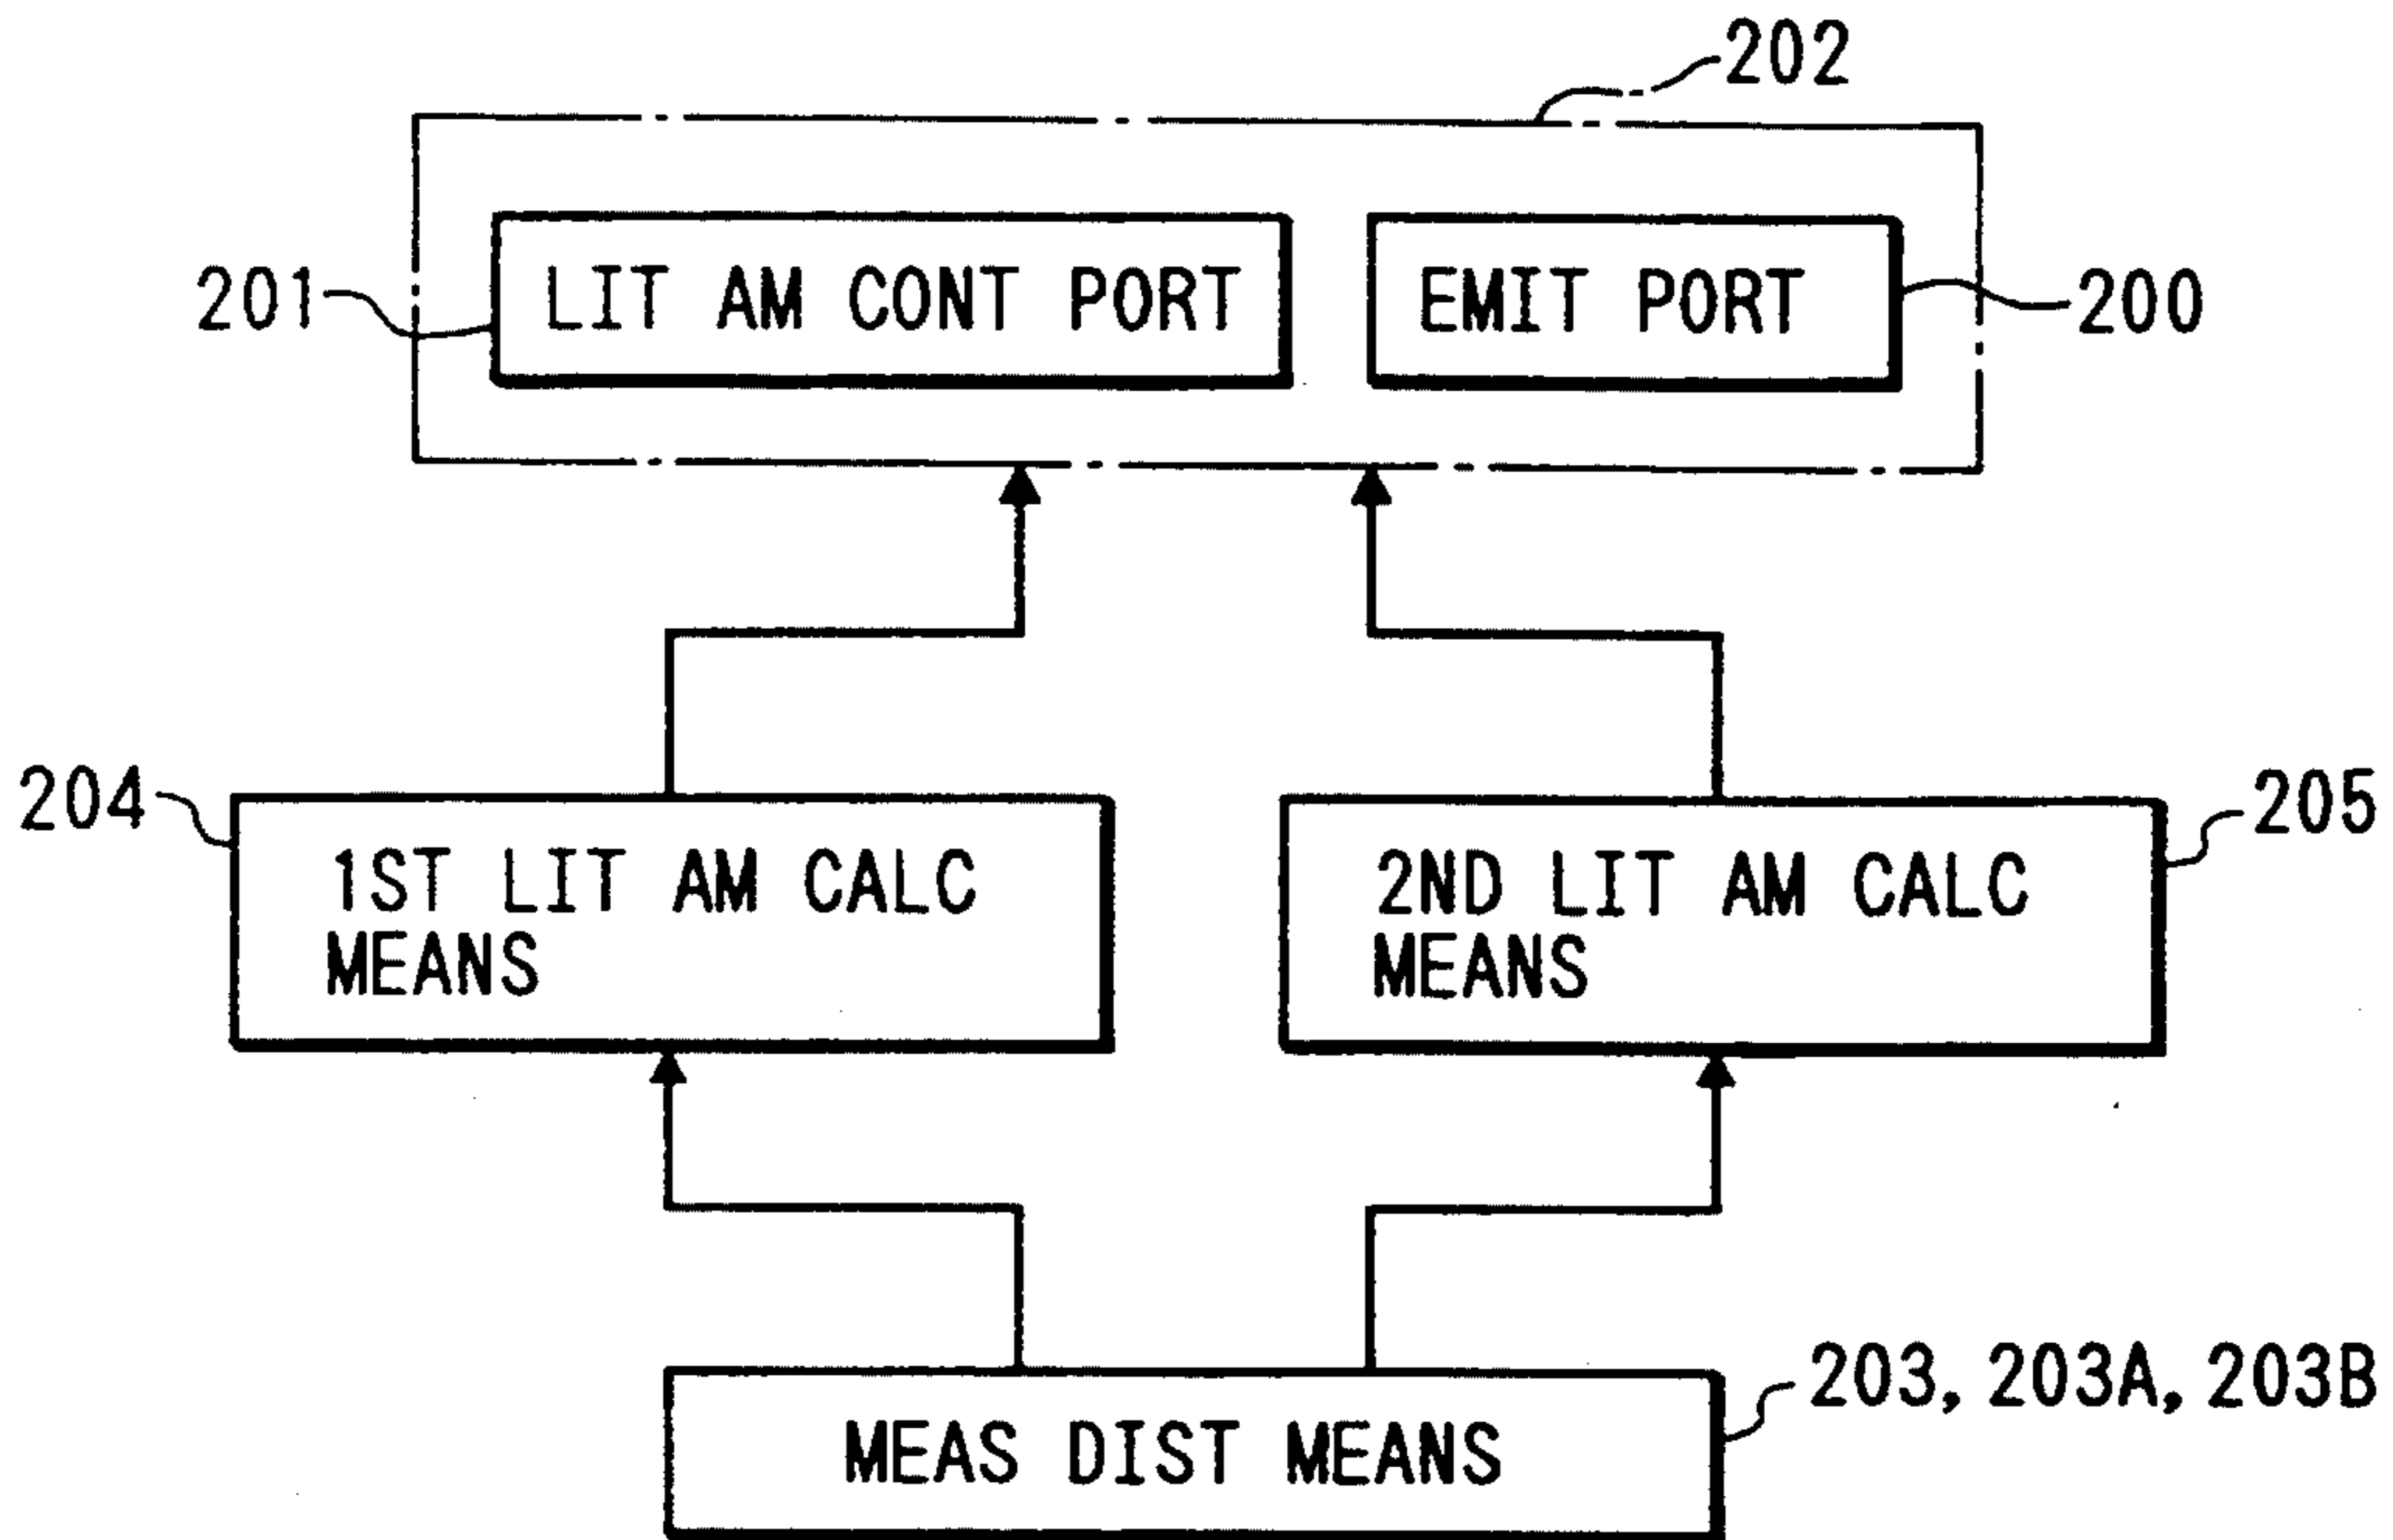 202
201
LIT AM CONT PORT
EMIT PORT
200
204
1ST LIT AM CALC
MEANS
2ND LIT AM CALC
MEANS
205
MEAS DIST MEANS
203, 203A, 203B